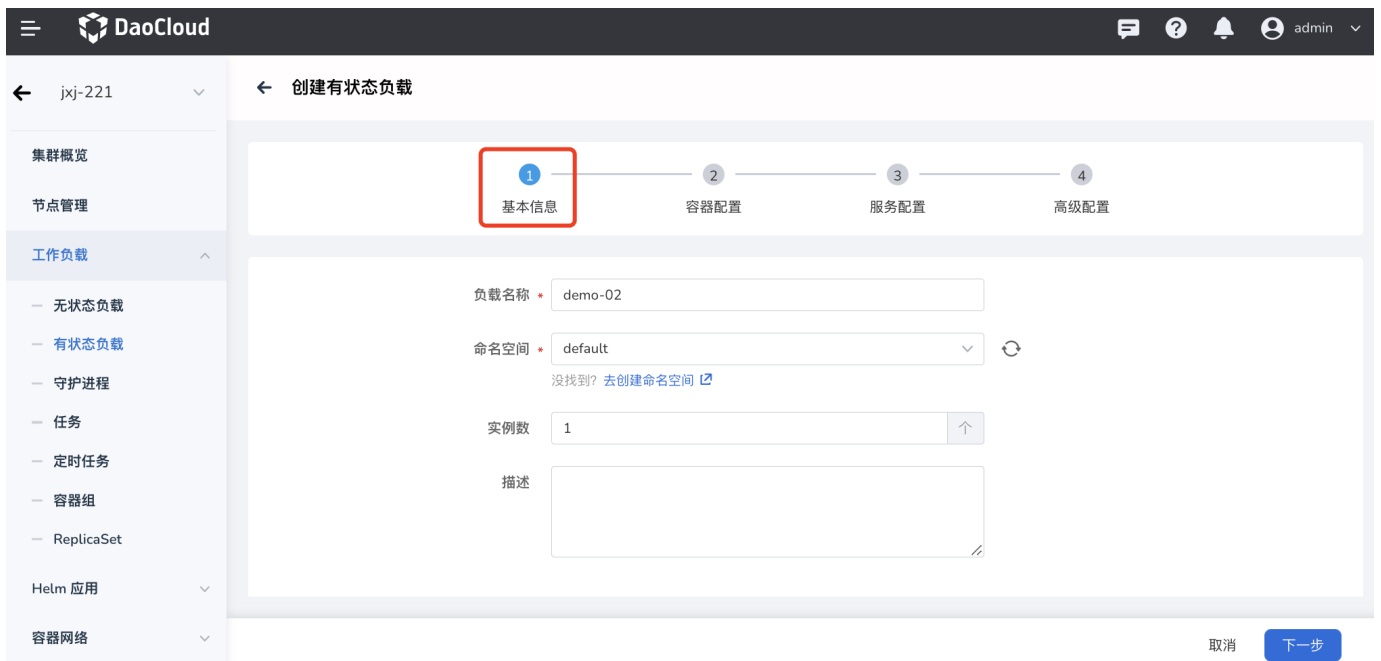 DaoCloud
admin
jxj-221
创建有状态负载
集群概览
节点管理
工作负载
无状态负载
有状态负载
守护进程
任务
定时任务
容器组
ReplicaSet
Helm 应用
容器网络
1
2
3
4
基本信息
容器配置
服务配置
高级配置
负载名称 * demo-02
命名空间 * default
没找到? 去创建命名空间
实例数 1 个
描述
取消
下一步